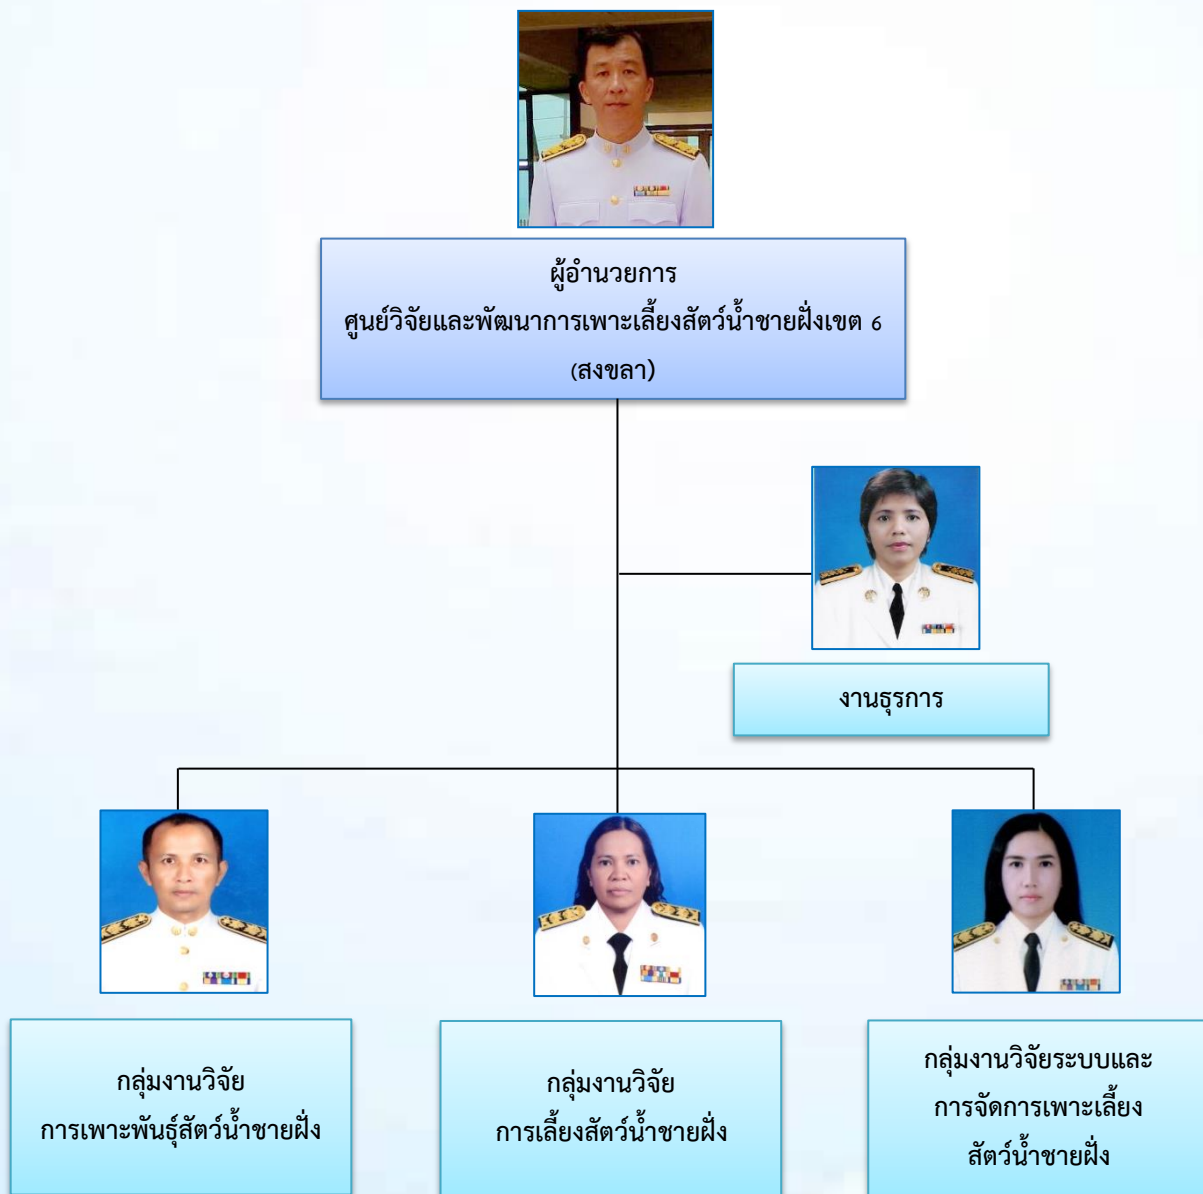 ผู้อำนวยการ
ศูนย์วิจัยและพัฒนาการเพาะเลี้ยงสัตว์น้ำชายฝั่งเขต 6
(สงขลา)
งานธุรการ
กลุ่มงานวิจัย
การเพาะพันธุ์สัตว์น้ำชายฝั่ง
กลุ่มงานวิจัย
การเลี้ยงสัตว์น้ำชายฝั่ง
กลุ่มงานวิจัยระบบและ
การจัดการเพาะเลี้ยง
สัตว์น้ำชายฝั่ง